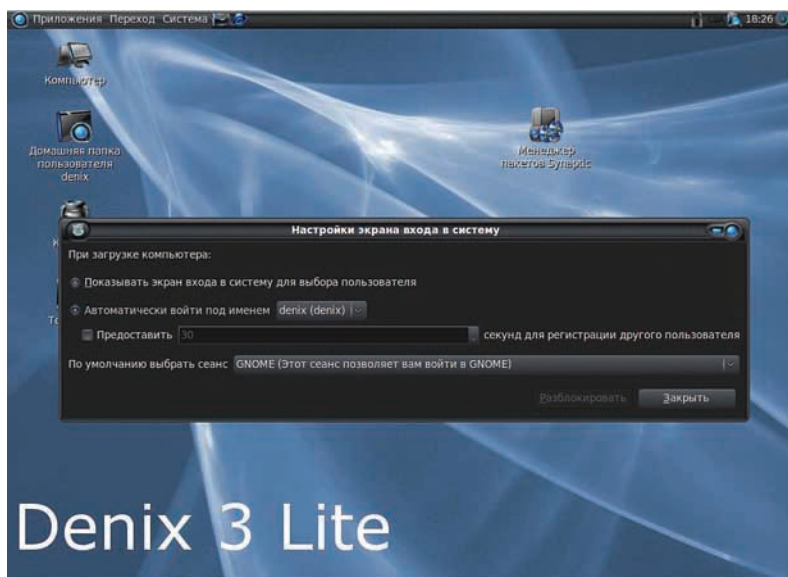 Приложения Переход Система
18:26
Компьютер
Домашняя папка
пользователя
denix
Менеджер
пакетов Synaptic
Настройки экрана входа в систему
При загрузке компьютера:
Показывать экран входа в систему для выбора пользователя
Автоматически войти под именем denix (denix)
Предоставить 30 секунд для регистрации другого пользователя
По умолчанию выбрать сеанс GNOME (Этот сеанс позволяет вам войти в GNOME)
Разблокировать Закрыть
Denix 3 Lite